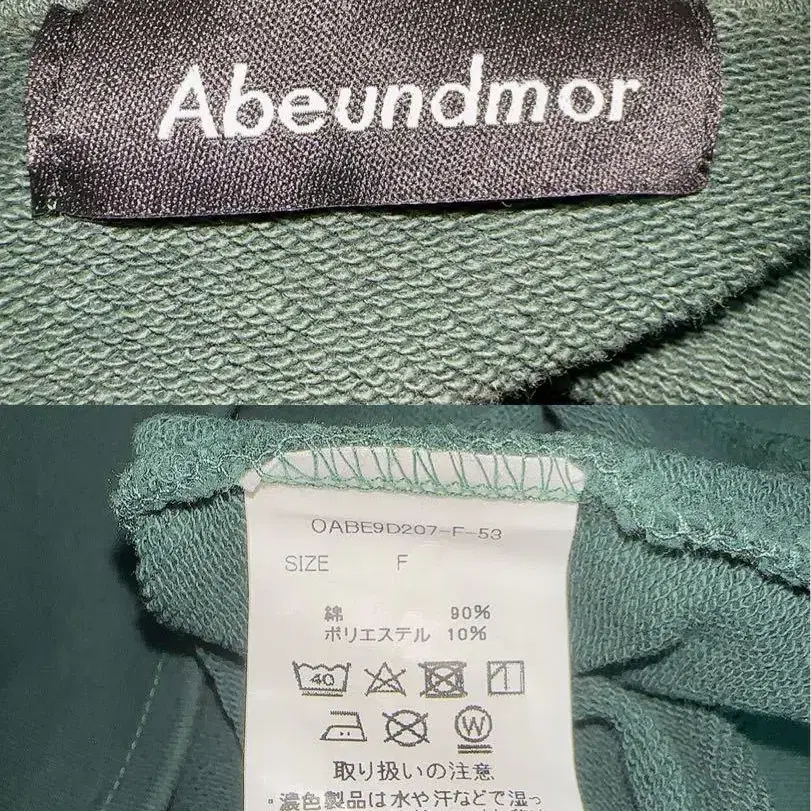 Abeundmor
OABE9D207-F-53
SIZE F
綿 90%
ポリエステル 10%
40
W
取り扱いの注意
・濃色製品は水や汗などで湿っ